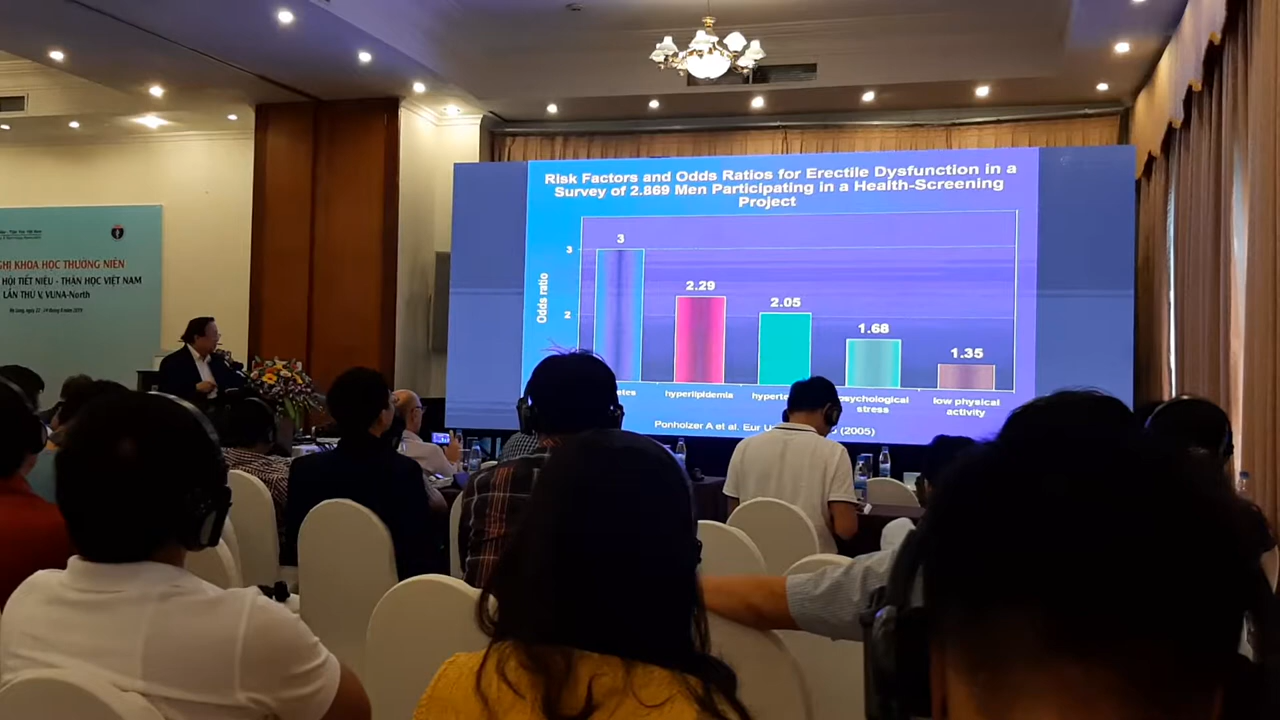 GHỊ KHOA HỌC THƯỜNG NIÊN
HỘI TIẾT NIỆU - THẬN HỌC VIỆT NAM
LẦN THỨ V, VUNA-North
Risk Factors and Odds Ratios for Erectile Dysfunction in a
Survey of 2.869 Men Participating in a Health-Screening
Project
Odds ratio
3
2
3
2.29
2.05
1.68
1.35
etes
hyperlipidemia
hyperte
psychological
stress
low physical
activity
Ponholzer A et al. Eur U
(2005)